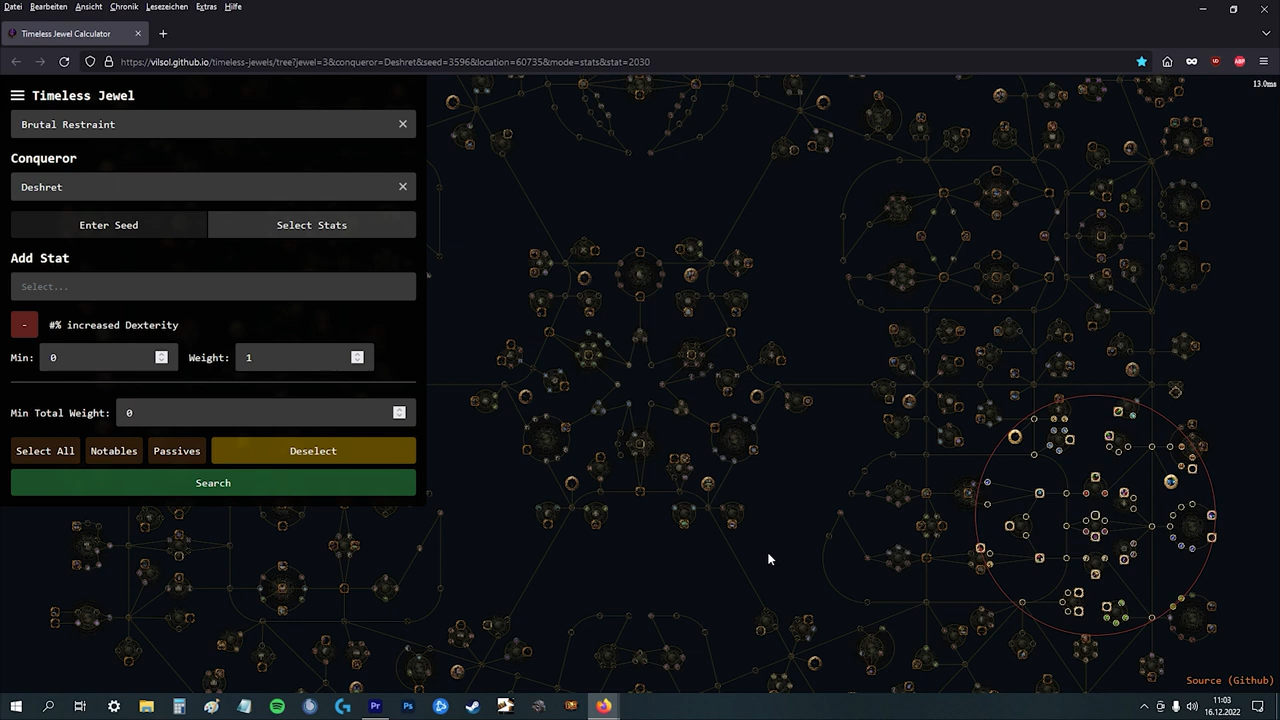 Datei Bearbeiten Ansicht Chronik Lesezeichen Extras Hilfe
Timeless Jewel Calculator
https://vilsol.github.io/timeless-jewels/tree?jewel=3&conqueror=Deshret&seed=3596&location=60735&mode=stats&stat=2030
13.0ms
Timeless Jewel
Brutal Restraint
Conqueror
Deshret
Enter Seed Select Stats
Add Stat
Select...
- #% increased Dexterity
Min: 0 Weight: 1
Min Total Weight: 0
Select All Notables Passives Deselect
Search
Source (Github)
Pr Ps
11:03
16.12.2022